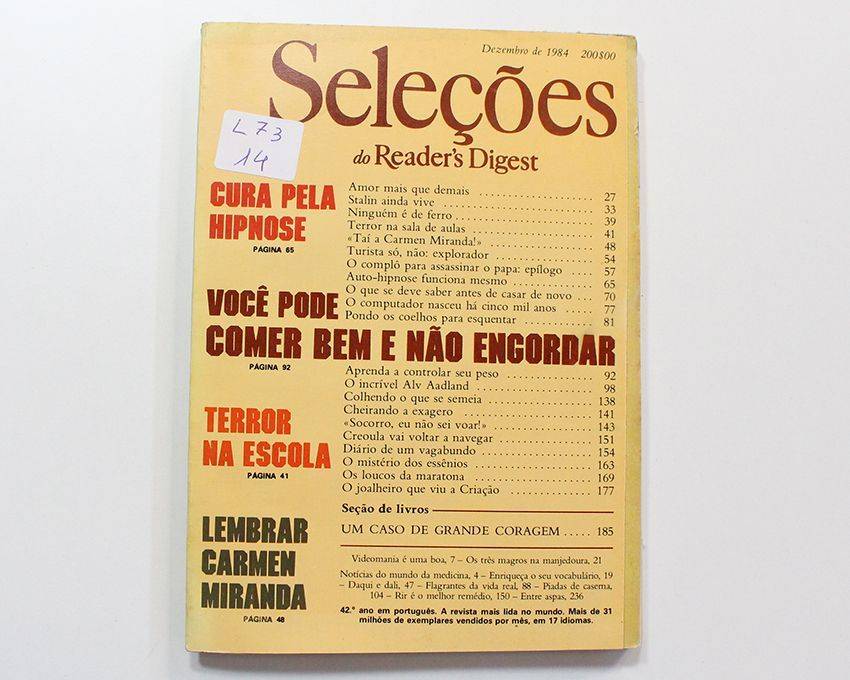 Dezembro de 1984 200$00
Seleções
do Reader's Digest
L 73
14
CURA PELA
HIPNOSE
PÁGINA 65
Amor mais que demais ........................ 27
Stalin ainda vive ........................ 33
Ninguém é de ferro ........................ 39
Terror na sala de aulas ........................ 41
«Taí a Carmen Miranda!» ........................ 48
Turista só, não: explorador ........................ 54
O complô para assassinar o papa: epílogo .... 57
Auto-hipnose funciona mesmo ................ 65
O que se deve saber antes de casar de novo ... 70
O computador nasceu há cinco mil anos ...... 77
Pondo os coelhos para esquentar ............. 81
VOCÊ PODE
COMER BEM E NÃO ENGORDAR
PÁGINA 92
Aprenda a controlar seu peso ................ 92
O incrível Alv Aadland ................ 98
Colhendo o que se semeia ................ 138
Cheirando a exagero ................ 141
«Socorro, eu não sei voar!» ................ 143
Creoula vai voltar a navegar ................ 151
Diário de um vagabundo ................ 154
O mistério dos essênios ................ 163
Os loucos da maratona ................ 169
O joalheiro que viu a Criação ................ 177
TERROR
NA ESCOLA
PÁGINA 41
Seção de livros
UM CASO DE GRANDE CORAGEM ..... 185
LEMBRAR
CARMEN
MIRANDA
PÁGINA 48
Videomania é uma boa, 7 – Os três magros na manjedoura, 21
Notícias do mundo da medicina, 4 – Enriqueça o seu vocabulário, 19
– Daqui e dali, 47 – Flagrantes da vida real, 88 – Piadas de caserna,
104 – Rir é o melhor remédio, 150 – Entre aspas, 236
42.º ano em português. A revista mais lida no mundo. Mais de 31
milhões de exemplares vendidos por mês, em 17 idiomas.